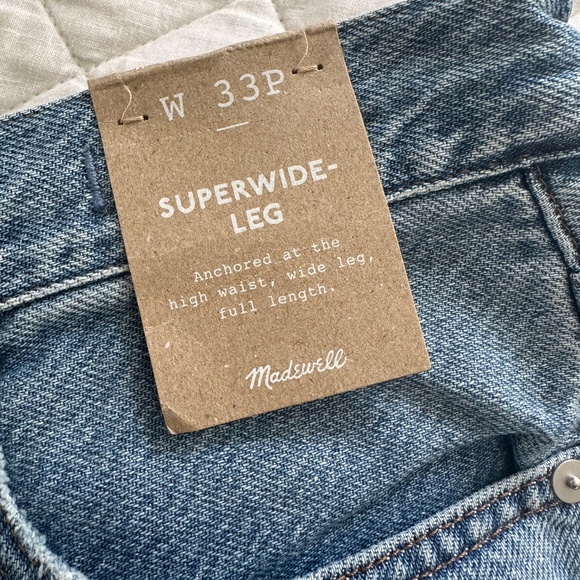 W 33P
SUPERWIDE-
LEG
Anchored at the
high waist, wide leg,
full length.
Madewell